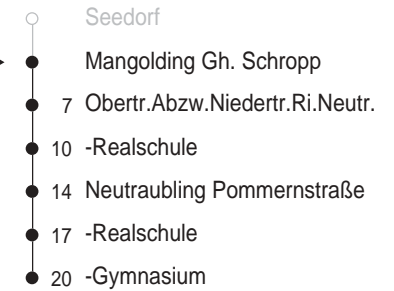 Seedorf
Mangolding Gh. Schropp
7 Obertr.Abzw.Niedertr.Ri.Neutr.
10 -Realschule
14 Neutraubling Pommernstraße
17 -Realschule
20 -Gymnasium